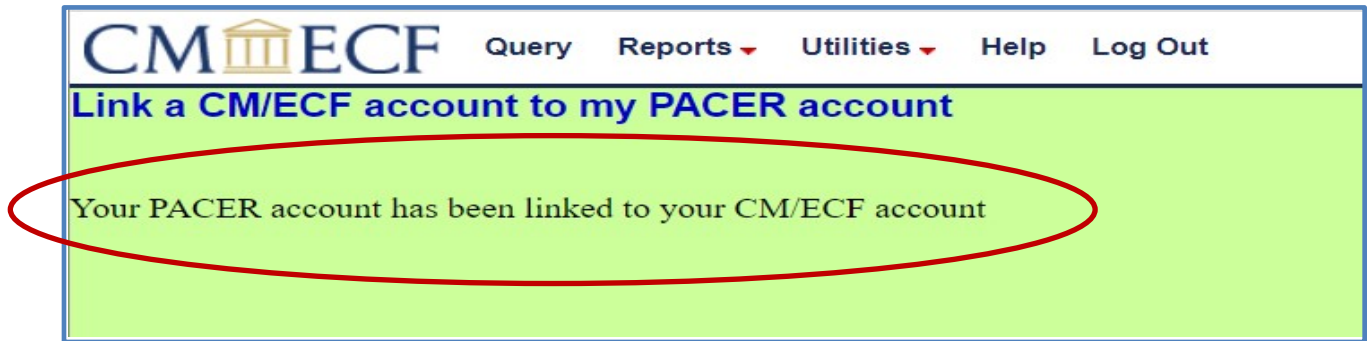 CM ECF Query Reports Utilities Help Log Out
Link a CM/ECF account to my PACER account
Your PACER account has been linked to your CM/ECF account